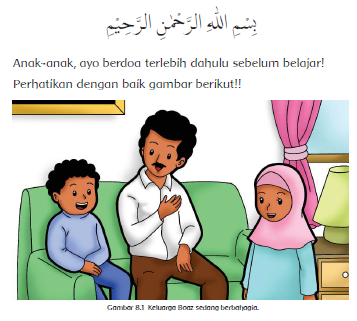 بِسْمِ اللهِ الرَّحْمٰنِ الرَّحِيْمِ
Anak-anak, ayo berdoa terlebih dahulu sebelum belajar!
Perhatikan dengan baik gambar berikut!!
Gambar 8.1 Keluarga Boaz sedang berbahagia.